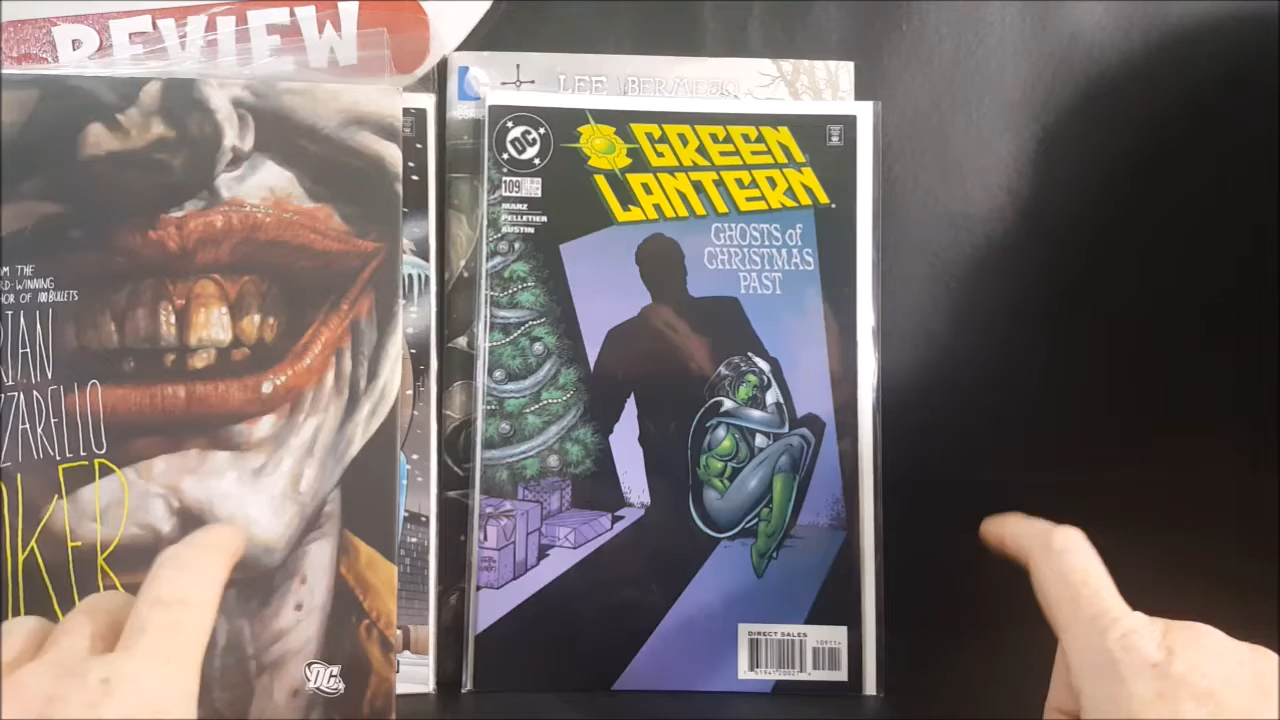 REVIEW
OM THE
RD-WINNING
HOR OF 100 BULLETS
RIAN
ZZARELLO
OKER
DC
LEE BERMEJO
DC
GREEN
LANTERN
109
MARZ
PELLETIER
AUSTIN
GHOSTS of
CHRISTMAS
PAST
DIRECT SALES
10911